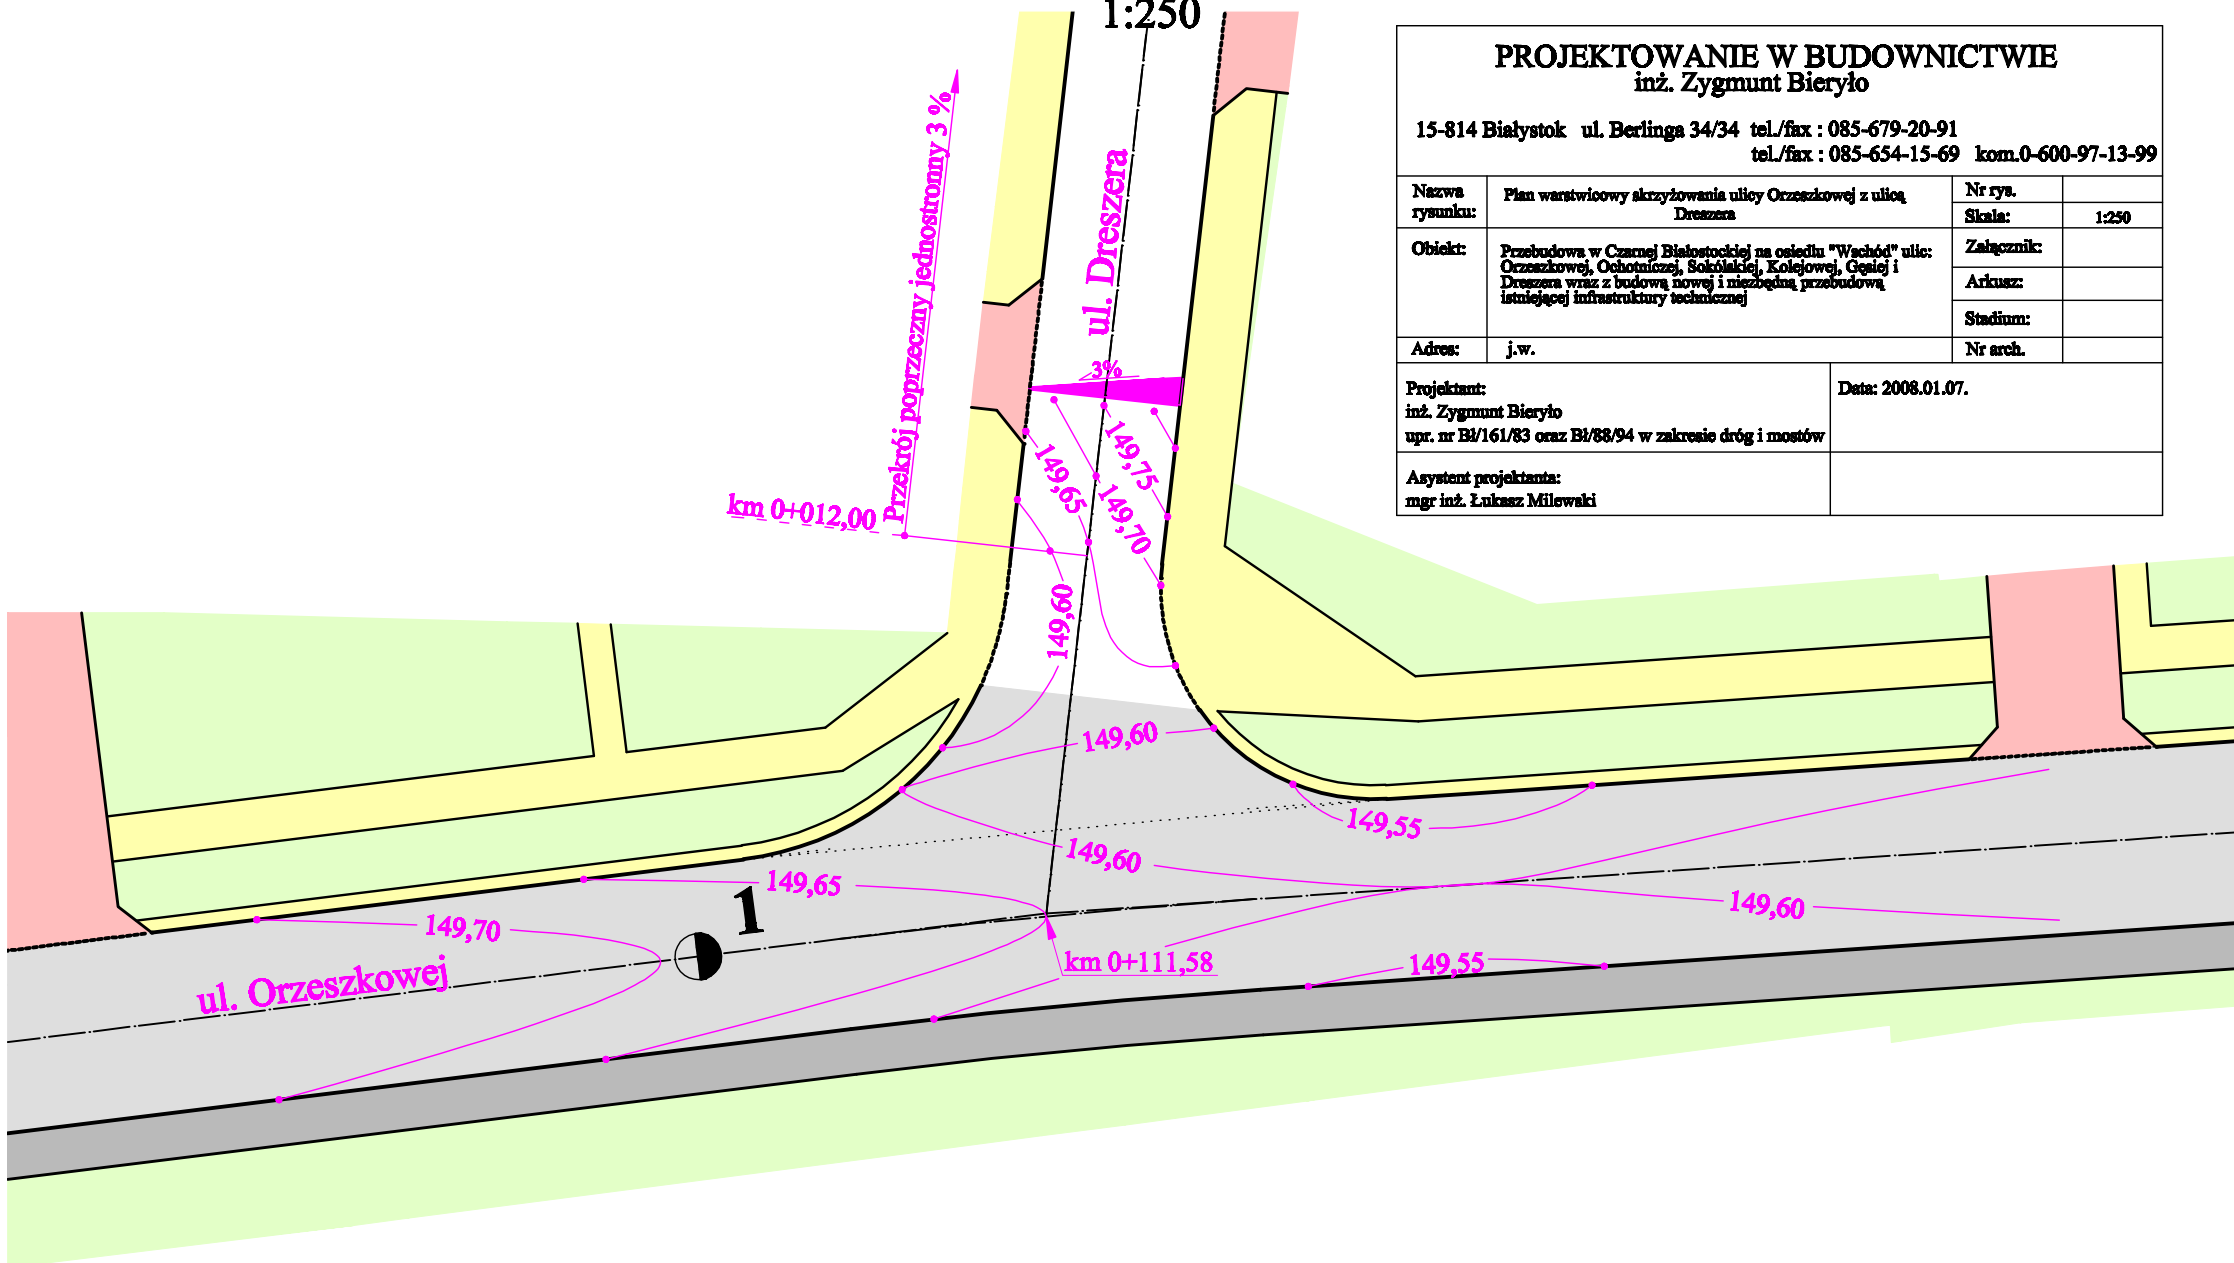 1:250
PROJEKTOWANIE W BUDOWNICTWIE
inż. Zygmunt Bieryło
15-814 Białystok ul. Berlinga 34/34 tel./fax : 085-679-20-91
tel./fax : 085-654-15-69 kom.0-600-97-13-99
Nazwa
rysunku:
Plan warstwicowy skrzyżowania ulicy Orzeszkowej z ulicą
Dreszera
Nr rys.
Skala: 1:250
Obiekt:
Przebudowa w Czarnej Białostockiej na osiedlu "Wschód" ulic:
Orzeszkowej, Ochotniczej, Sokólskiej, Kolejowej, Gęsiej i
Dreszera wraz z budową nowej i niezbędną przebudową
istniejącej infrastruktury technicznej
Załącznik:
Arkusz:
Stadium:
Adres: j.w.
Nr arch.
Projektant:
inż. Zygmunt Bieryło
upr. nr Bł/161/83 oraz Bł/88/94 w zakresie dróg i mostów
Data: 2008.01.07.
Asystent projektanta:
mgr inż. Łukasz Milewski
Przekrój poprzeczny jednostronny 3 %
ul. Dreszera
3%
149,75
149,65
149,70
km 0+012,00
149,60
149,60
149,55
149,60
149,65
1
149,70
149,60
km 0+111,58
149,55
ul. Orzeszkowej